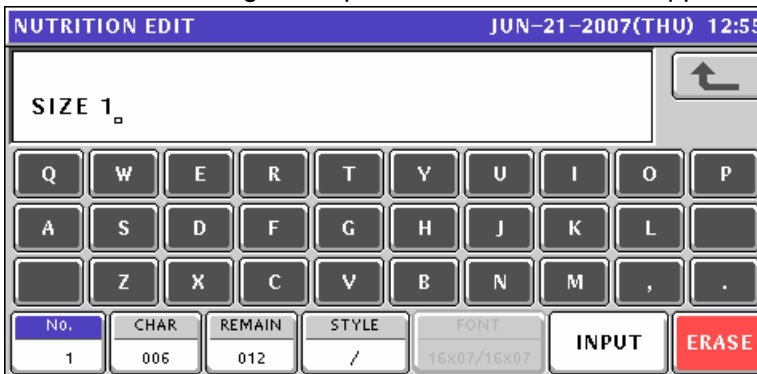 NUTRITION EDIT JUN-21-2007(THU) 12:55
SIZE 1
Q W E R T Y U I O P
A S D F G H J K L
Z X C V B N M , .
No. CHAR REMAIN STYLE FONT INPUT ERASE
1 006 012 / 16x07/16x07